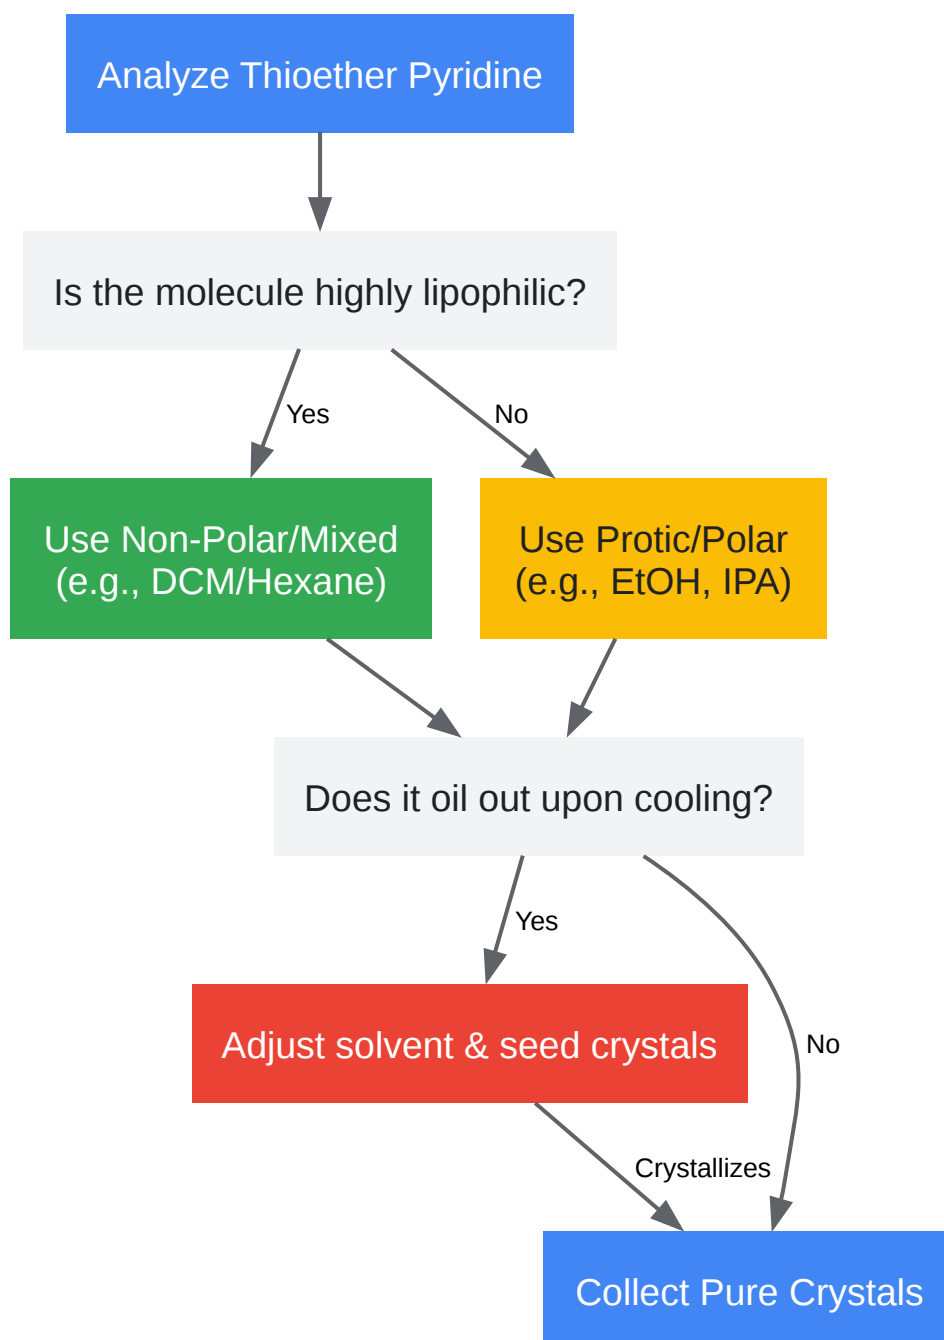 Analyze Thioether Pyridine
Is the molecule highly lipophilic?
Yes
No
Use Non-Polar/Mixed
(e.g., DCM/Hexane)
Use Protic/Polar
(e.g., EtOH, IPA)
Does it oil out upon cooling?
Yes
Adjust solvent & seed crystals
No
Crystallizes
Collect Pure Crystals